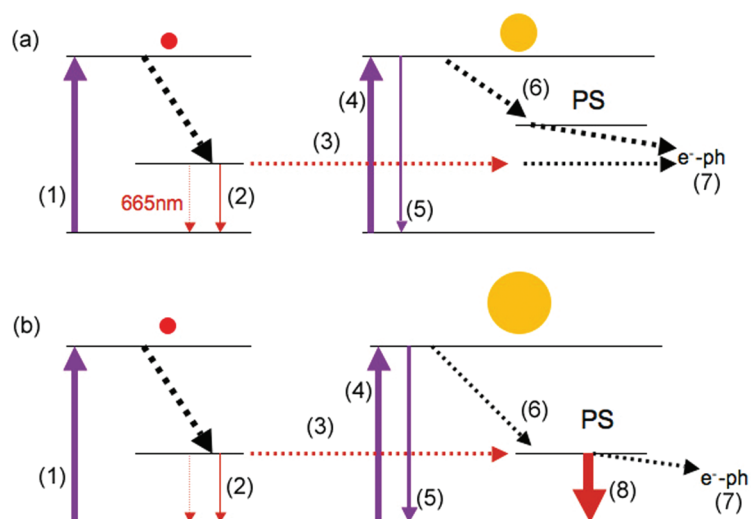 (a)
(1)
665nm
(2)
(3)
(4)
(5)
(6)
PS
e⁻-ph
(7)
(b)
(1)
(2)
(3)
(4)
(5)
(6)
PS
(8)
e⁻-ph
(7)